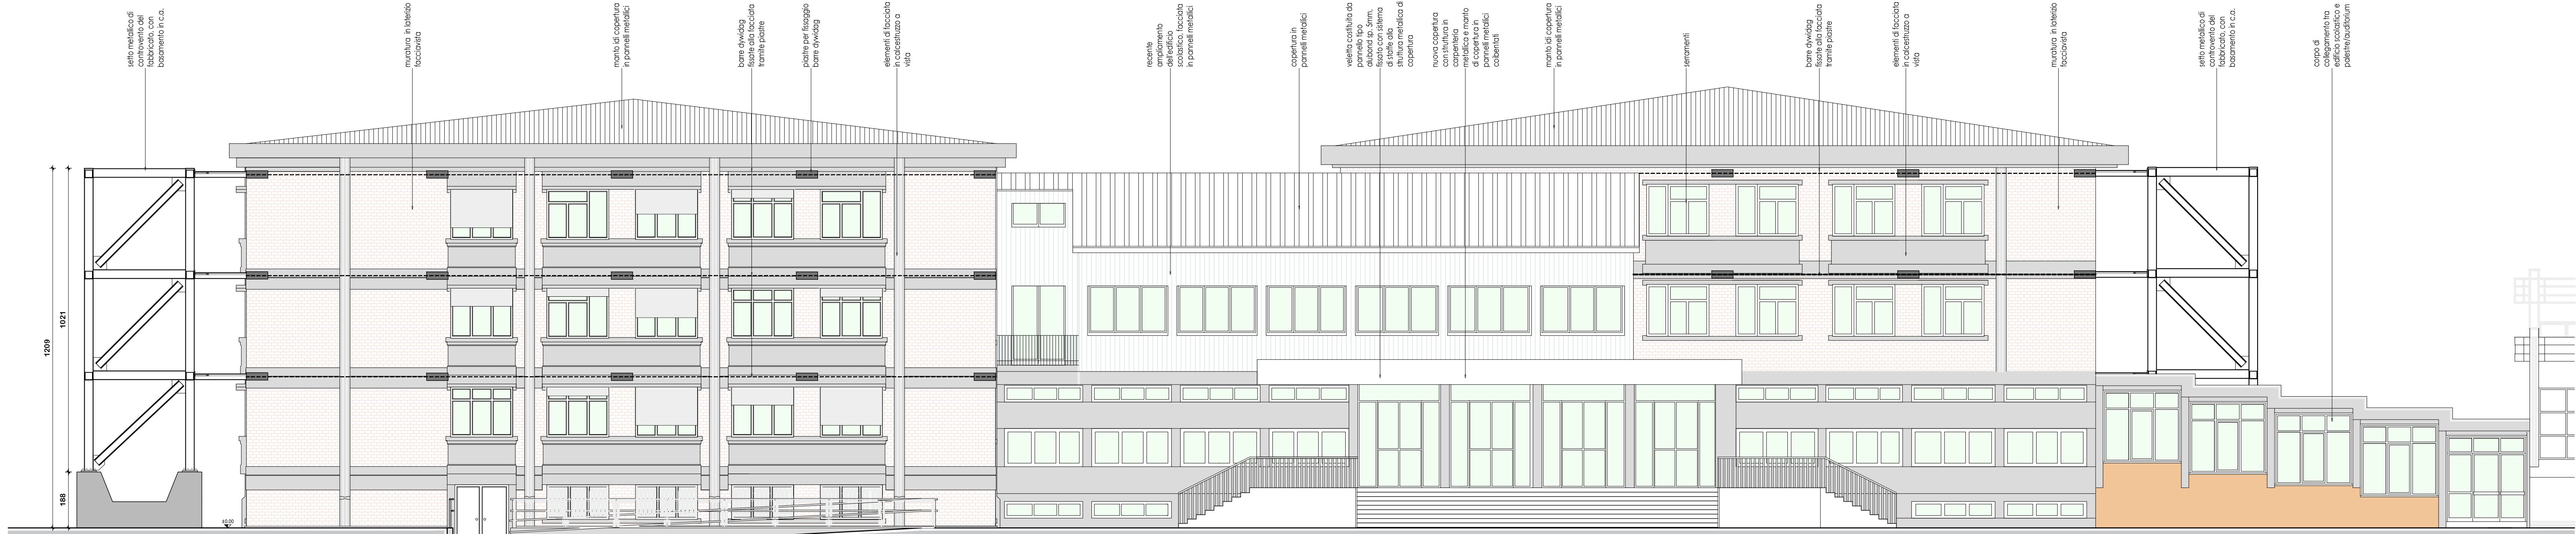 setto metallico di
controvento del
fabbricato, con
basamento in c.a.
muratura in laterizio
facciavista
manto idi copertura
in pannelli metallici
barre dywidag
fissate alla facciata
tramite piastre
piastre per fissaggio
barre dywidag
elementi di facciata
in calcestruzzo a
vista
recente
ampliamento
dell'edificio
scolastico, facciata
in pannelli metallici
copertura in
pannelli metallici
veletta costituita da
pannello tipo
alubond sp. 5mm,
fissato con sistema
di staffe alla
struttura metallica di
copertura
nuova copertura
con stuttura in
carpenteria
metallica e manto
di copertura in
pannelli metallici
coibentati
manto di copertura
in pannelli metallici
serramenti
barre dywidag
fissate alla facciata
tramite piastre
elementi di facciata
in calcestruzzo a
vista
muratura in laterizio
facciavista
setto metallico di
controvento del
fabbricato, con
basamento in c.a.
corpo di
collegamento tra
edificio scolastico e
palestre/auditorium
1209
1021
188
±0.00